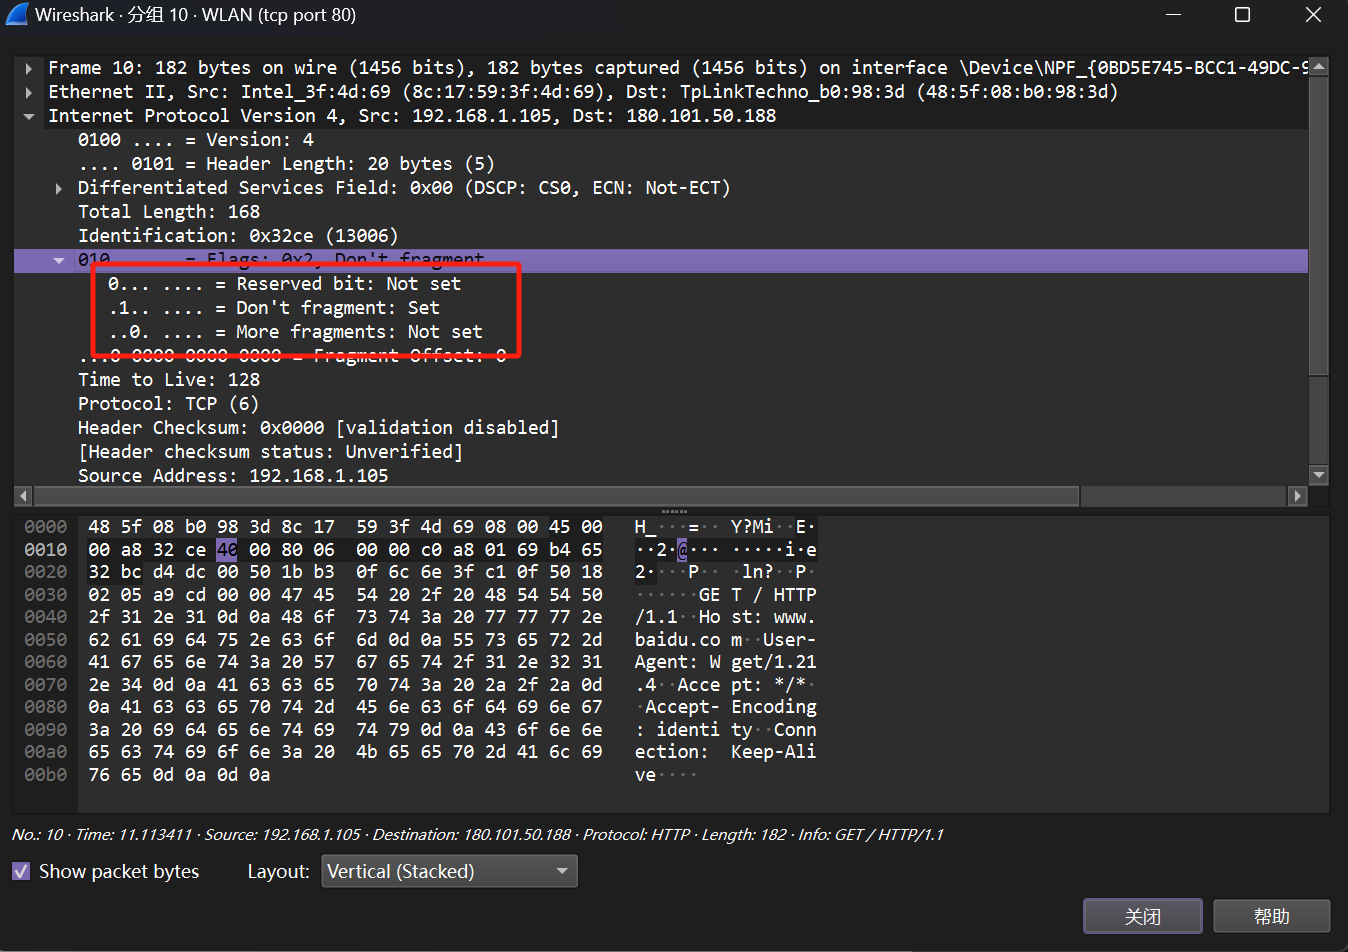 Wireshark · 分组 10 · WLAN (tcp port 80)
Frame 10: 182 bytes on wire (1456 bits), 182 bytes captured (1456 bits) on interface \Device\NPF_{0BD5E745-BCC1-49DC-9
Ethernet II, Src: Intel_3f:4d:69 (8c:17:59:3f:4d:69), Dst: TpLinkTechno_b0:98:3d (48:5f:08:b0:98:3d)
Internet Protocol Version 4, Src: 192.168.1.105, Dst: 180.101.50.188
0100 .... = Version: 4
.... 0101 = Header Length: 20 bytes (5)
Differentiated Services Field: 0x00 (DSCP: CS0, ECN: Not-ECT)
Total Length: 168
Identification: 0x32ce (13006)
010. .... = Flags: 0x2, Don't fragment
0... .... = Reserved bit: Not set
.1.. .... = Don't fragment: Set
..0. .... = More fragments: Not set
...0 0000 0000 0000 = Fragment Offset: 0
Time to Live: 128
Protocol: TCP (6)
Header Checksum: 0x0000 [validation disabled]
[Header checksum status: Unverified]
Source Address: 192.168.1.105
0000 48 5f 08 b0 98 3d 8c 17 59 3f 4d 69 08 00 45 00 H_···=·· Y?Mi··E·
0010 00 a8 32 ce 40 00 80 06 00 00 c0 a8 01 69 b4 65 ··2·@··· ·····i·e
0020 32 bc d4 dc 00 50 1b b3 0f 6c 6e 3f c1 0f 50 18 2····P·· ·ln?··P·
0030 02 05 a9 cd 00 00 47 45 54 20 2f 20 48 54 54 50 ······GE T / HTTP
0040 2f 31 2e 31 0d 0a 48 6f 73 74 3a 20 77 77 77 2e /1.1··Ho st: www.
0050 62 61 69 64 75 2e 63 6f 6d 0d 0a 55 73 65 72 2d baidu.co m··User-
0060 41 67 65 6e 74 3a 20 57 67 65 74 2f 31 2e 32 31 Agent: W get/1.21
0070 2e 34 0d 0a 41 63 63 65 70 74 3a 20 2a 2f 2a 0d .4··Acce pt: */*·
0080 0a 41 63 63 65 70 74 2d 45 6e 63 6f 64 69 6e 67 ·Accept- Encoding
0090 3a 20 69 64 65 6e 74 69 74 79 0d 0a 43 6f 6e 6e : identi ty··Conn
00a0 65 63 74 69 6f 6e 3a 20 4b 65 65 70 2d 41 6c 69 ection:  Keep-Ali
00b0 76 65 0d 0a 0d 0a ve····
No.: 10 · Time: 11.113411 · Source: 192.168.1.105 · Destination: 180.101.50.188 · Protocol: HTTP · Length: 182 · Info: GET / HTTP/1.1
Show packet bytes Layout: Vertical (Stacked)
关闭 帮助